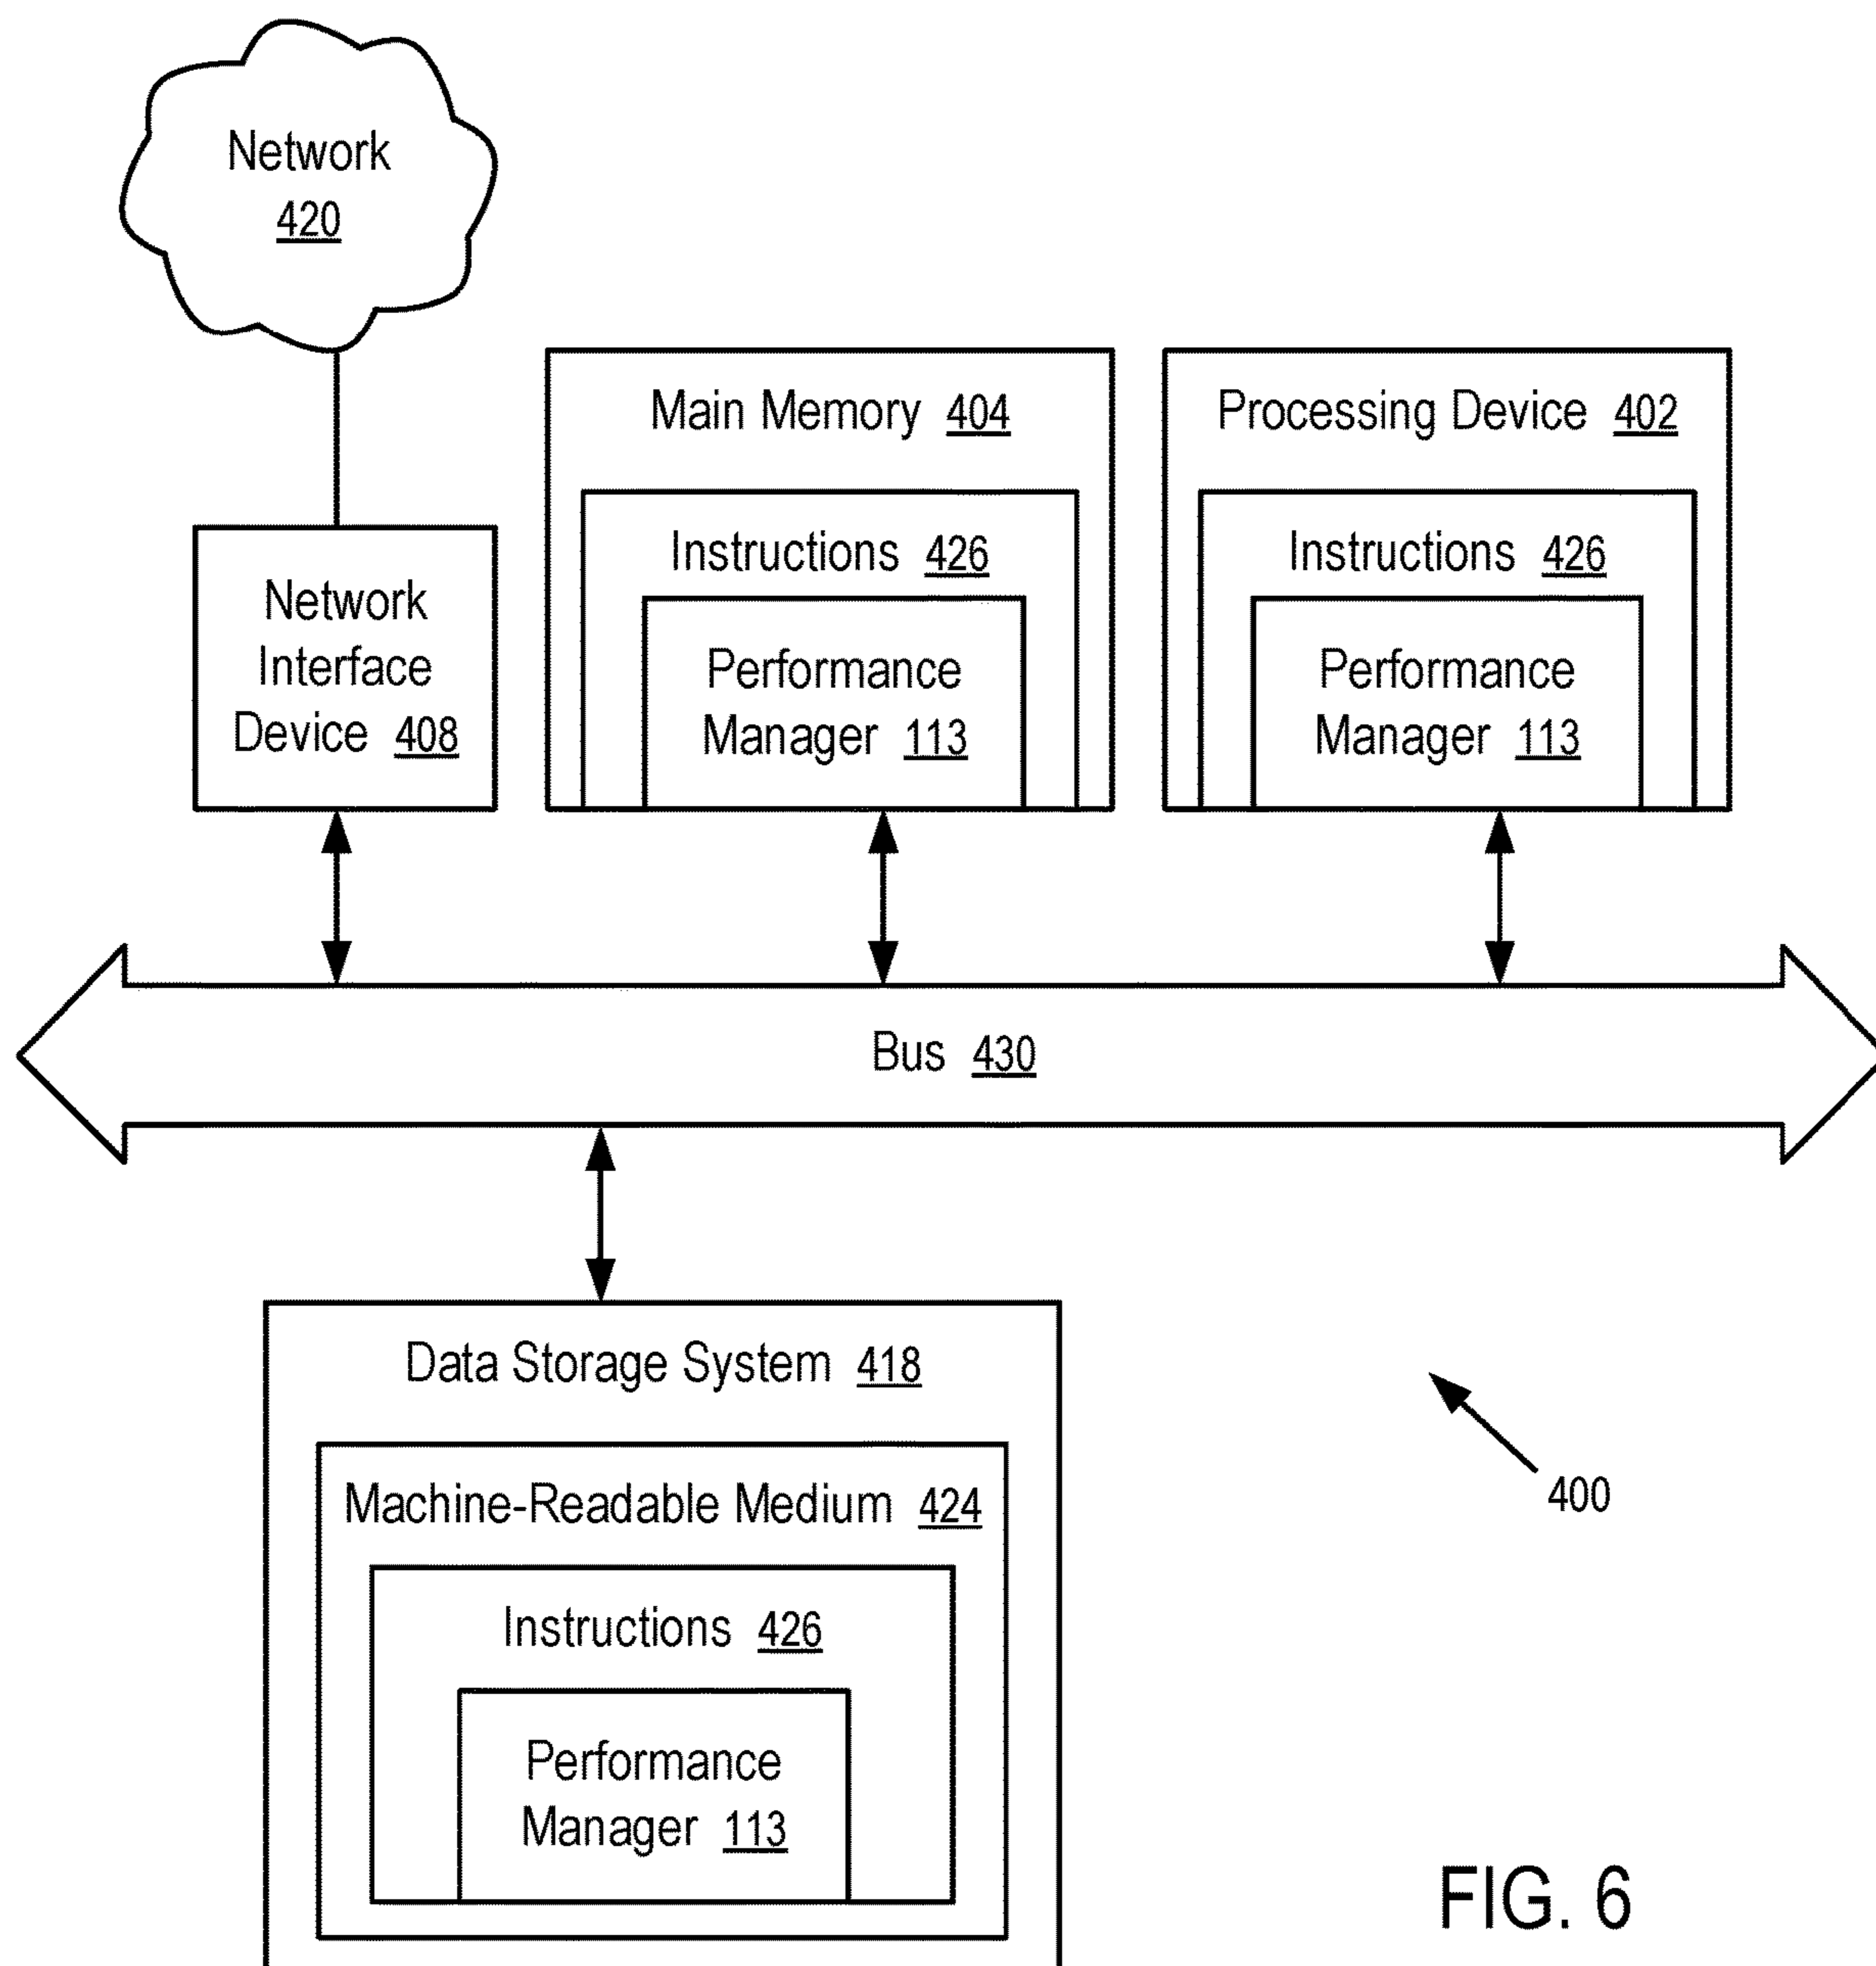 Network
420
Main Memory 404
Instructions 426
Performance
Manager 113
Processing Device 402
Instructions 426
Performance
Manager 113
Network
Interface
Device 408
Bus 430
Data Storage System 418
Machine-Readable Medium 424
Instructions 426
Performance
Manager 113
400
FIG. 6